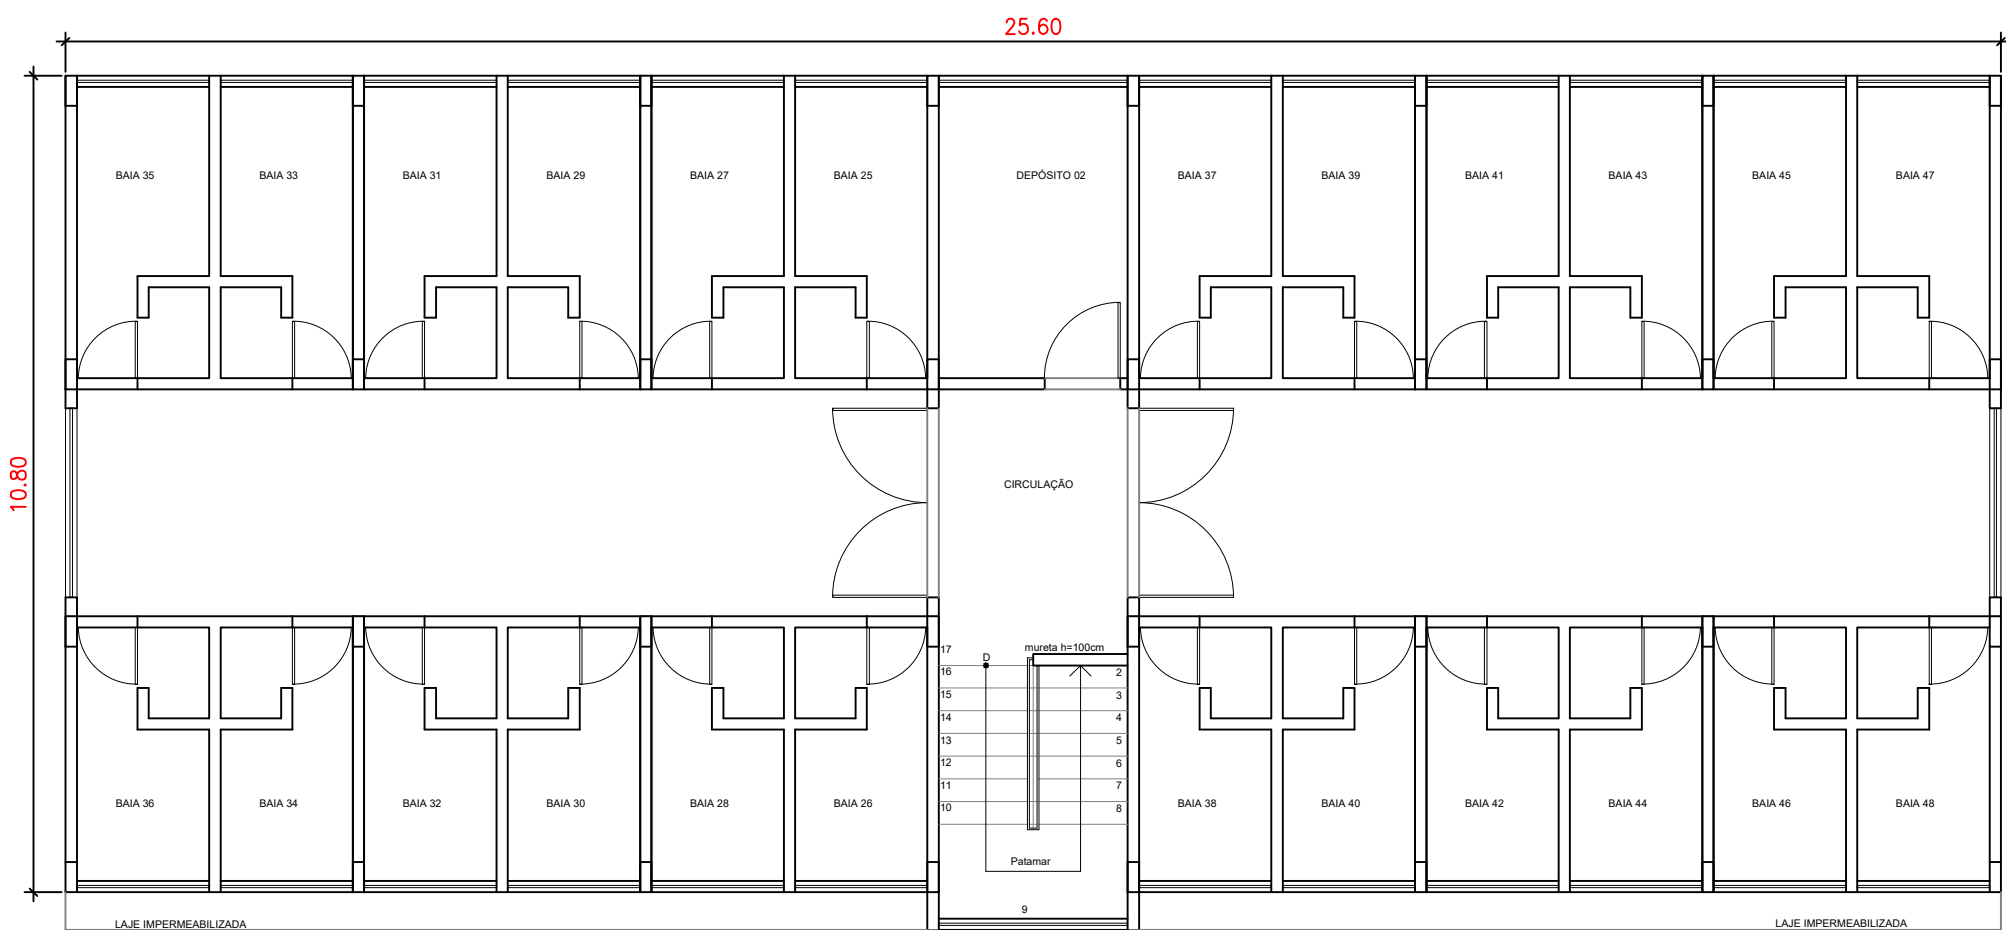 25.60
BAIA 35
BAIA 33
BAIA 31
BAIA 29
BAIA 27
BAIA 25
DEPÓSITO 02
BAIA 37
BAIA 39
BAIA 41
BAIA 43
BAIA 45
BAIA 47
10.80
CIRCULAÇÃO
mureta h=100cm
17
D
16
2
15
3
14
4
13
5
12
6
11
7
10
8
BAIA 36
BAIA 34
BAIA 32
BAIA 30
BAIA 28
BAIA 26
BAIA 38
BAIA 40
BAIA 42
BAIA 44
BAIA 46
BAIA 48
Patamar
9
LAJE IMPERMEABILIZADA
LAJE IMPERMEABILIZADA